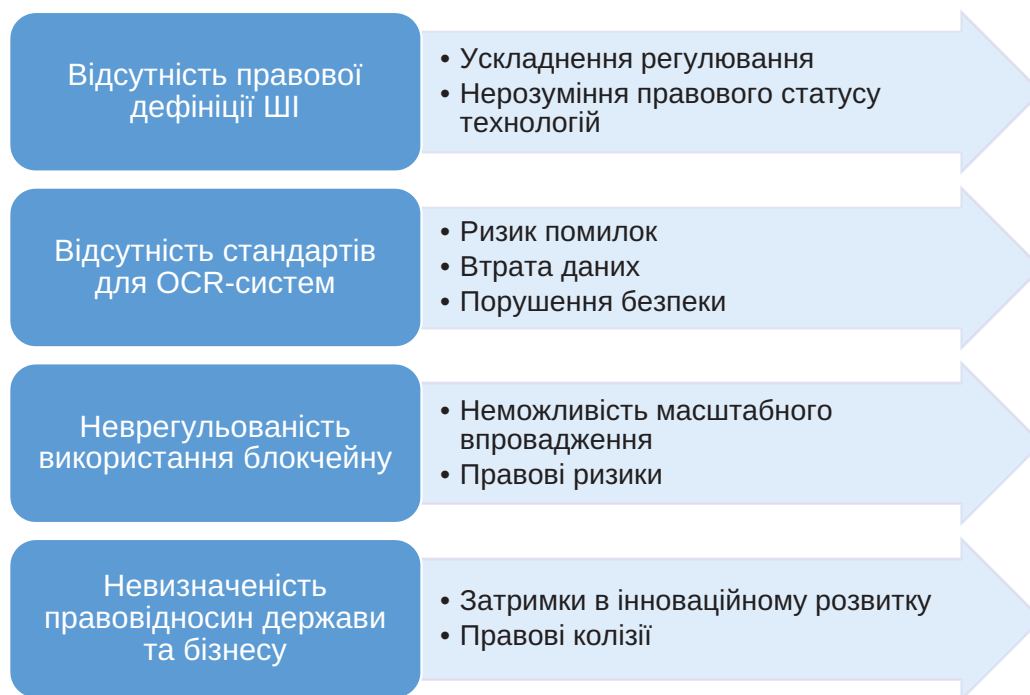 Відсутність правової
дефініції ШІ
• Ускладнення регулювання
• Нерозуміння правового статусу
технологій
Відсутність стандартів
для OCR-систем
• Ризик помилок
• Втрата даних
• Порушення безпеки
Неврегульованість
використання блокчейну
• Неможливість масштабного
впровадження
• Правові ризики
Невизначеність
правовідносин держави
та бізнесу
• Затримки в інноваційному розвитку
• Правові колізії